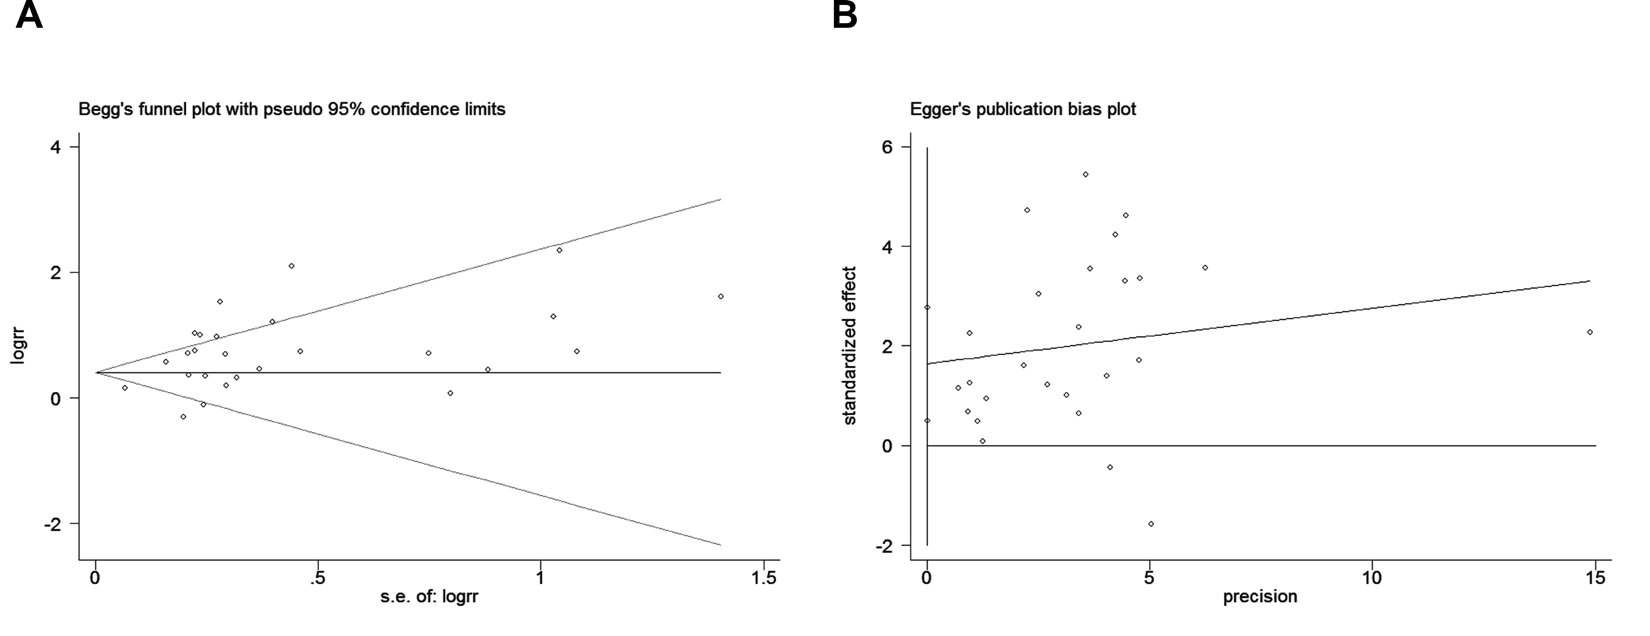 A
B
Begg's funnel plot with pseudo 95% confidence limits
Egger's publication bias plot
logrr
4
2
0
-2
0
.5
1
1.5
s.e. of: logrr
standardized effect
6
4
2
0
-2
0
5
10
15
precision